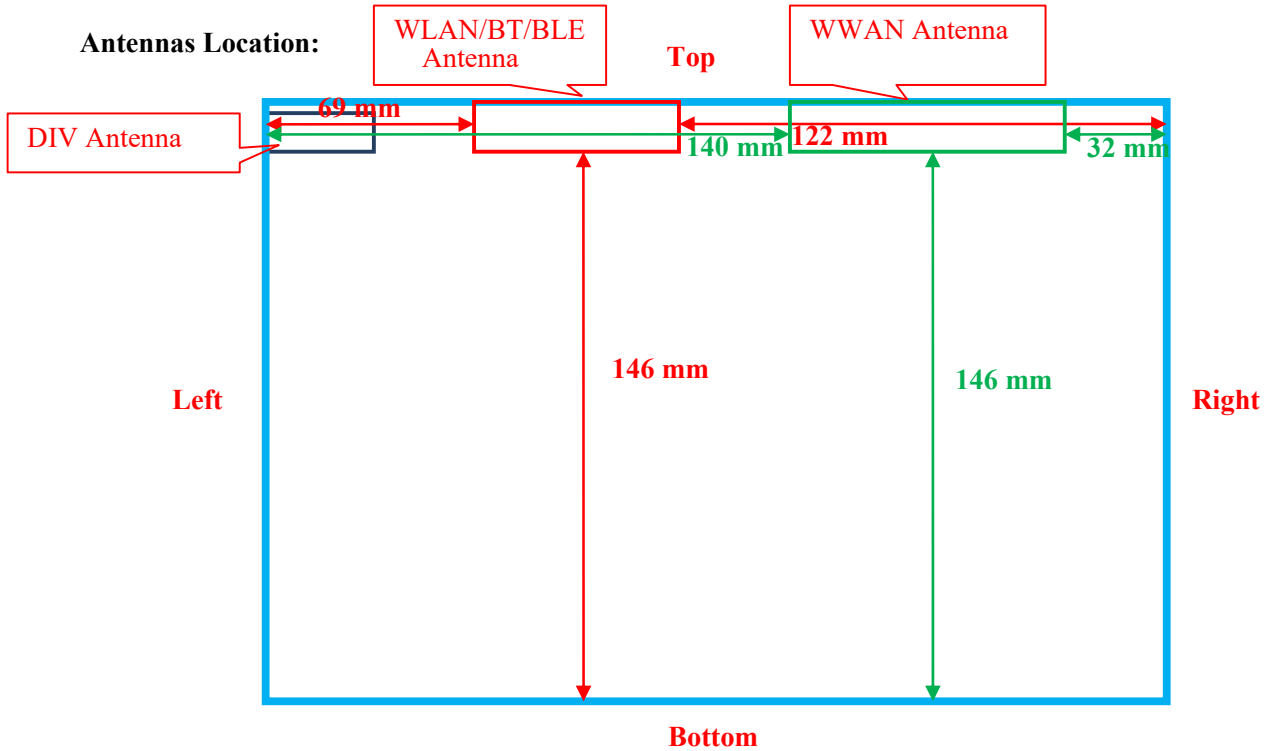 Antennas Location:
WLAN/BT/BLE
Antenna
WWAN Antenna
Top
69 mm
DIV Antenna
140 mm
122 mm
32 mm
146 mm
146 mm
Left
Right
Bottom